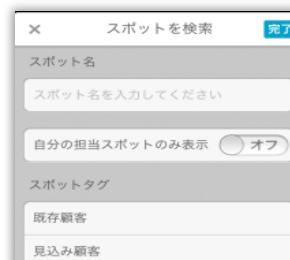 × スポットを検索 完了
スポット名
スポット名を入力してください
自分の担当スポットのみ表示 オフ
スポットタグ
既存顧客
見込み顧客